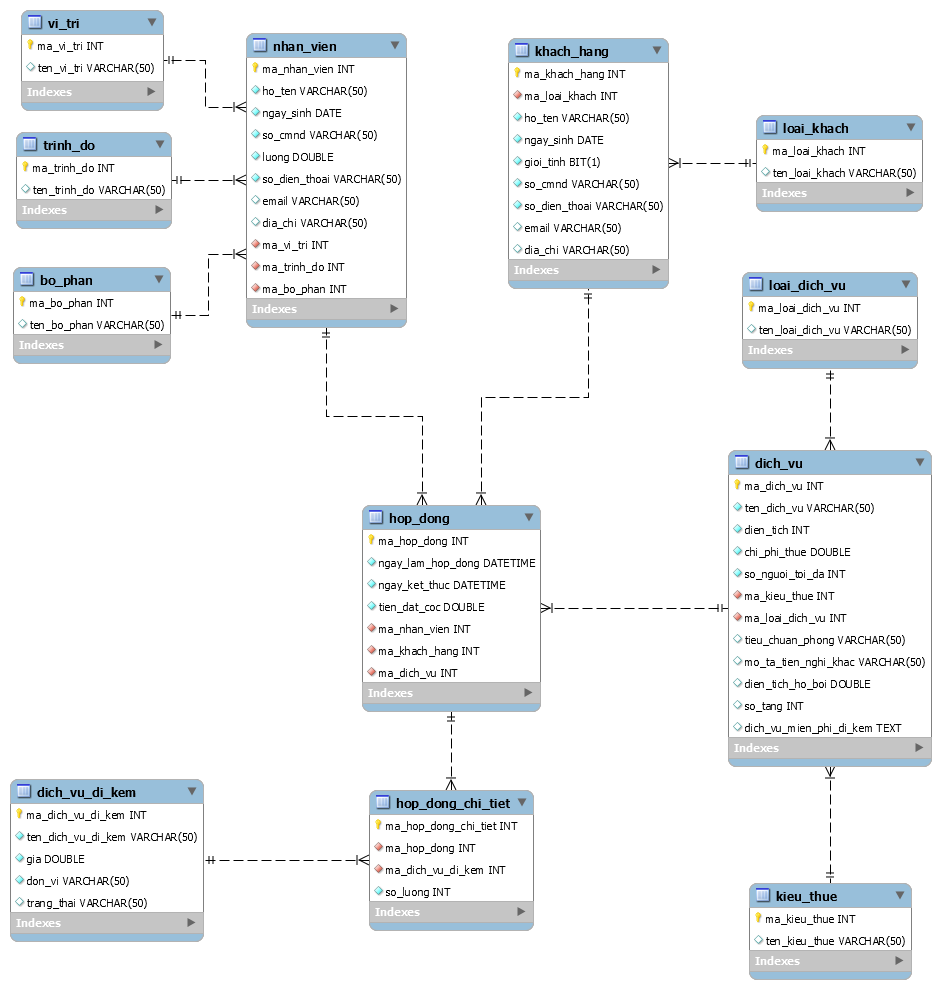 vi_tri
ma_vi_tri INT
ten_vi_tri VARCHAR(50)
Indexes
trinh_do
ma_trinh_do INT
ten_trinh_do VARCHAR(50)
Indexes
bo_phan
ma_bo_phan INT
ten_bo_phan VARCHAR(50)
Indexes
nhan_vien
ma_nhan_vien INT
ho_ten VARCHAR(50)
ngay_sinh DATE
so_cmnd VARCHAR(50)
luong DOUBLE
so_dien_thoai VARCHAR(50)
email VARCHAR(50)
dia_chi VARCHAR(50)
ma_vi_tri INT
ma_trinh_do INT
ma_bo_phan INT
Indexes
khach_hang
ma_khach_hang INT
ma_loai_khach INT
ho_ten VARCHAR(50)
ngay_sinh DATE
gioi_tinh BIT(1)
so_cmnd VARCHAR(50)
so_dien_thoai VARCHAR(50)
email VARCHAR(50)
dia_chi VARCHAR(50)
Indexes
loai_khach
ma_loai_khach INT
ten_loai_khach VARCHAR(50)
Indexes
loai_dich_vu
ma_loai_dich_vu INT
ten_loai_dich_vu VARCHAR(50)
Indexes
dich_vu
ma_dich_vu INT
ten_dich_vu VARCHAR(50)
dien_tich INT
chi_phi_thue DOUBLE
so_nguoi_toi_da INT
ma_kieu_thue INT
ma_loai_dich_vu INT
tieu_chuan_phong VARCHAR(50)
mo_ta_tien_nghi_khac VARCHAR(50)
dien_tich_ho_boi DOUBLE
so_tang INT
dich_vu_mien_phi_di_kem TEXT
Indexes
hop_dong
ma_hop_dong INT
ngay_lam_hop_dong DATETIME
ngay_ket_thuc DATETIME
tien_dat_coc DOUBLE
ma_nhan_vien INT
ma_khach_hang INT
ma_dich_vu INT
Indexes
dich_vu_di_kem
ma_dich_vu_di_kem INT
ten_dich_vu_di_kem VARCHAR(50)
gia DOUBLE
don_vi VARCHAR(50)
trang_thai VARCHAR(50)
Indexes
hop_dong_chi_tiet
ma_hop_dong_chi_tiet INT
ma_hop_dong INT
ma_dich_vu_di_kem INT
so_luong INT
Indexes
kieu_thue
ma_kieu_thue INT
ten_kieu_thue VARCHAR(50)
Indexes